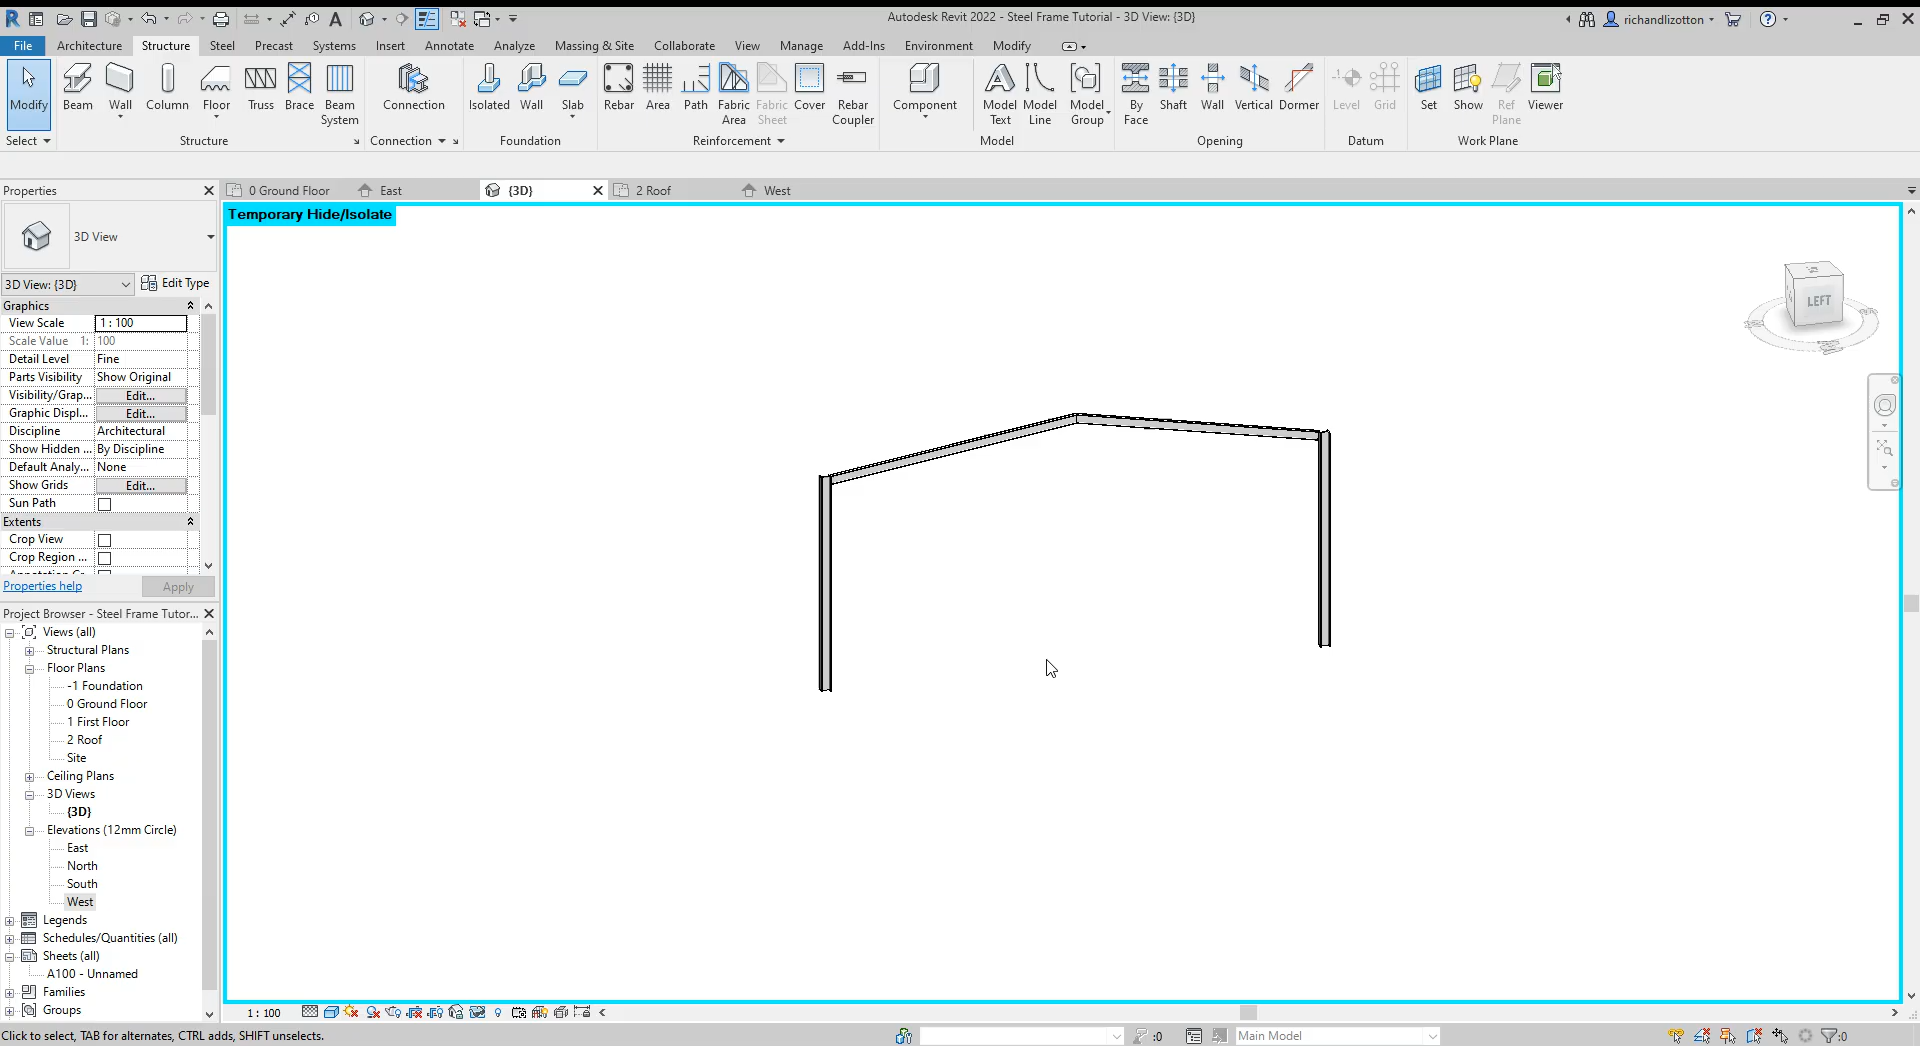 Autodesk Revit 2022 - Steel Frame Tutorial - 3D View: {3D}
richandlizotton
File Architecture Structure Steel Precast Systems Insert Annotate Analyze Massing & Site Collaborate View Manage Add-Ins Environment Modify
Modify Beam Wall Column Floor Truss Brace Beam System Connection Isolated Wall Slab Rebar Area Path Fabric Area Fabric Sheet Cover Rebar Coupler Component Model Text Model Line Model Group By Face Shaft Wall Vertical Dormer Level Grid Set Show Ref Plane Viewer
Select Structure Connection Foundation Reinforcement Model Opening Datum Work Plane
Properties
0 Ground Floor East {3D} 2 Roof West
Temporary Hide/Isolate
3D View
3D View: {3D} Edit Type
Graphics
View Scale 1 : 100
Scale Value 1: 100
Detail Level Fine
Parts Visibility Show Original
Visibility/Grap... Edit...
Graphic Displ... Edit...
Discipline Architectural
Show Hidden ... By Discipline
Default Analy... None
Show Grids Edit...
Sun Path
Extents
Crop View
Crop Region ...
Properties help Apply
LEFT
Project Browser - Steel Frame Tutor...
Views (all)
Structural Plans
Floor Plans
-1 Foundation
0 Ground Floor
1 First Floor
2 Roof
Site
Ceiling Plans
3D Views
{3D}
Elevations (12mm Circle)
East
North
South
West
Legends
Schedules/Quantities (all)
Sheets (all)
A100 - Unnamed
Families
Groups
1 : 100
Click to select, TAB for alternates, CTRL adds, SHIFT unselects.
:0
Main Model
:0